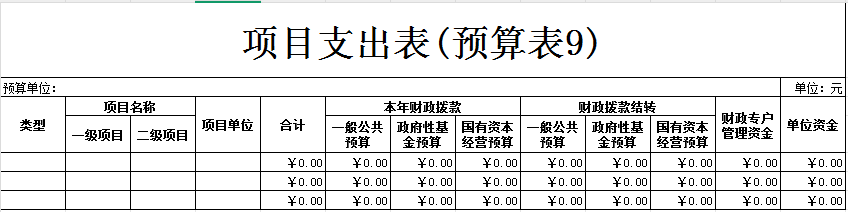 项目支出表(预算表9)
预算单位： 单位：元
类型 项目名称 项目单位 合计 本年财政拨款 财政拨款结转 财政专户管理资金 单位资金
一级项目 二级项目 一般公共预算 政府性基金预算 国有资本经营预算 一般公共预算 政府性基金预算 国有资本经营预算
￥0.00 ￥0.00 ￥0.00 ￥0.00 ￥0.00 ￥0.00 ￥0.00 ￥0.00 ￥0.00
￥0.00 ￥0.00 ￥0.00 ￥0.00 ￥0.00 ￥0.00 ￥0.00 ￥0.00 ￥0.00
￥0.00 ￥0.00 ￥0.00 ￥0.00 ￥0.00 ￥0.00 ￥0.00 ￥0.00 ￥0.00